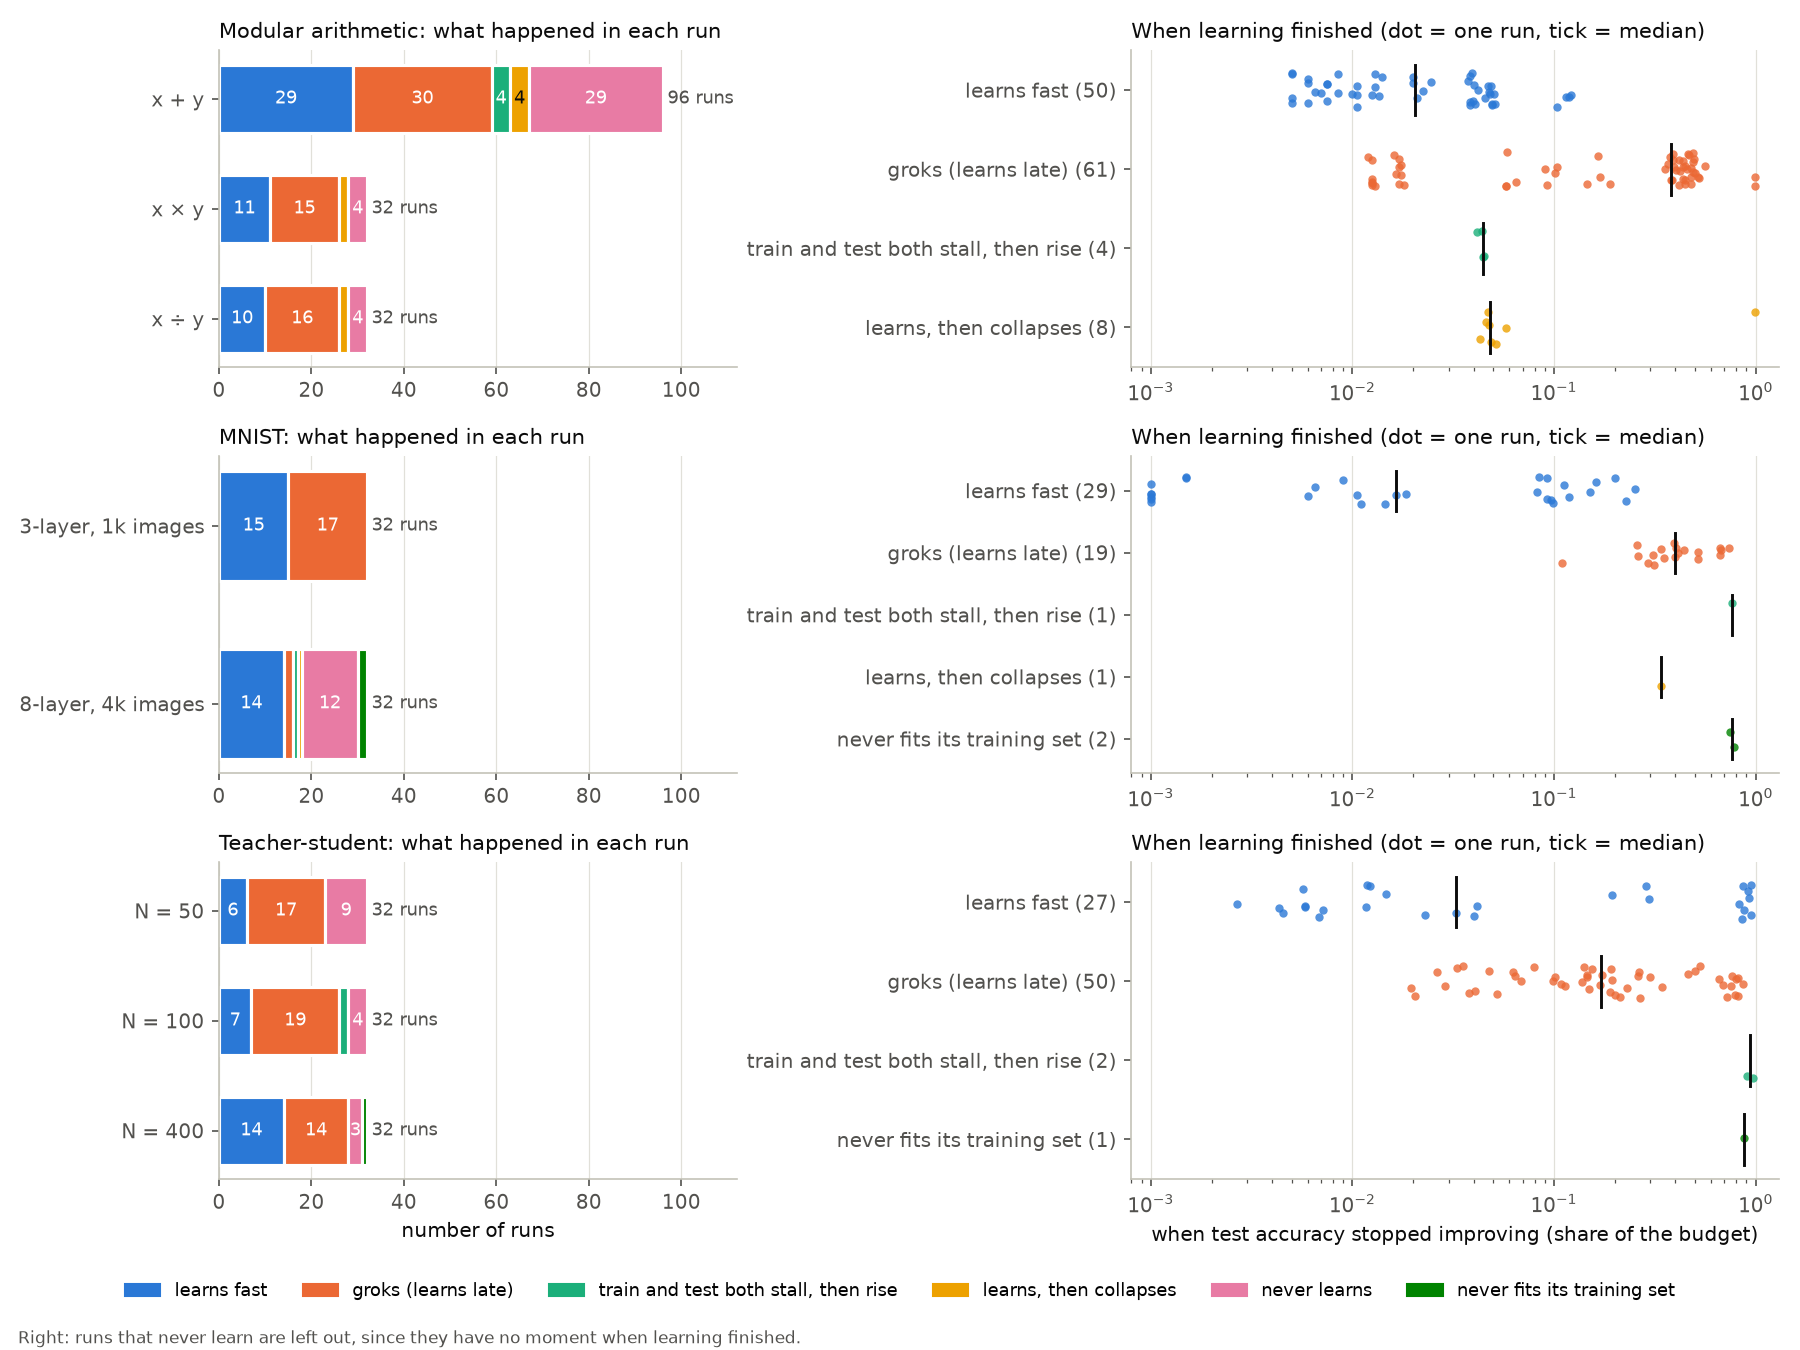 Modular arithmetic: what happened in each run
x + y
29
30
4
4
29
96 runs
x × y
11
15
4
32 runs
x ÷ y
10
16
4
32 runs
0
20
40
60
80
100
When learning finished (dot = one run, tick = median)
learns fast (50)
groks (learns late) (61)
train and test both stall, then rise (4)
learns, then collapses (8)
10⁻³
10⁻²
10⁻¹
10⁰
MNIST: what happened in each run
3-layer, 1k images
15
17
32 runs
8-layer, 4k images
14
12
32 runs
0
20
40
60
80
100
When learning finished (dot = one run, tick = median)
learns fast (29)
groks (learns late) (19)
train and test both stall, then rise (1)
learns, then collapses (1)
never fits its training set (2)
10⁻³
10⁻²
10⁻¹
10⁰
Teacher-student: what happened in each run
N = 50
6
17
9
32 runs
N = 100
7
19
4
32 runs
N = 400
14
14
3
32 runs
0
20
40
60
80
100
number of runs
When learning finished (dot = one run, tick = median)
learns fast (27)
groks (learns late) (50)
train and test both stall, then rise (2)
never fits its training set (1)
10⁻³
10⁻²
10⁻¹
10⁰
when test accuracy stopped improving (share of the budget)
learns fast
groks (learns late)
train and test both stall, then rise
learns, then collapses
never learns
never fits its training set
Right: runs that never learn are left out, since they have no moment when learning finished.